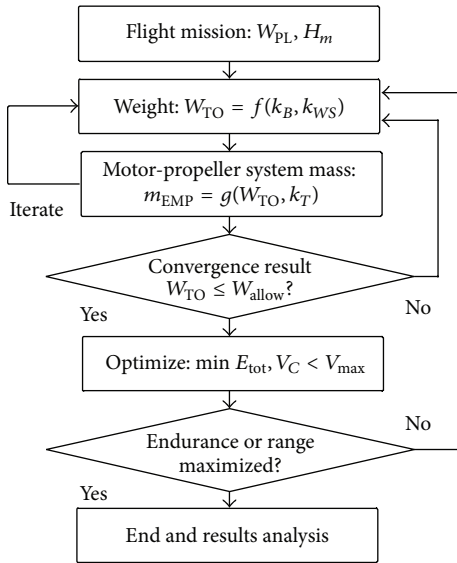 Flight mission: W_PL, H_m
Weight: W_TO = f(k_B, k_WS)
Motor-propeller system mass:
m_EMP = g(W_TO, k_T)
Iterate
Convergence result
W_TO ≤ W_allow?
Yes
No
Optimize: min E_tot, V_C < V_max
Endurance or range
maximized?
No
Yes
End and results analysis